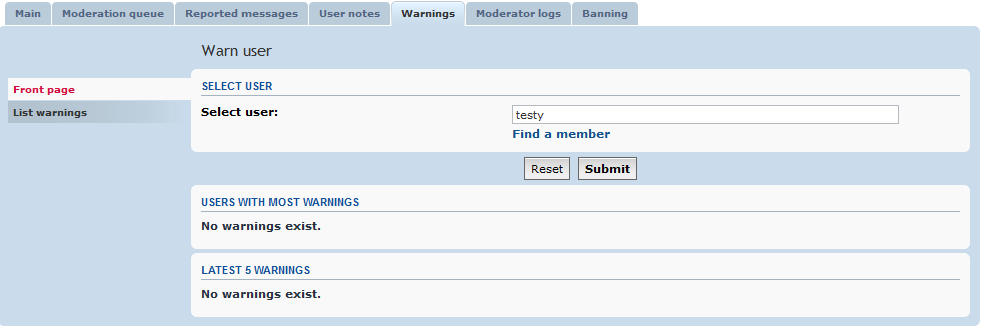 Main Moderation queue Reported messages User notes Warnings Moderator logs Banning
Warn user
Front page
List warnings
SELECT USER
Select user:
testy
Find a member
Reset Submit
USERS WITH MOST WARNINGS
No warnings exist.
LATEST 5 WARNINGS
No warnings exist.